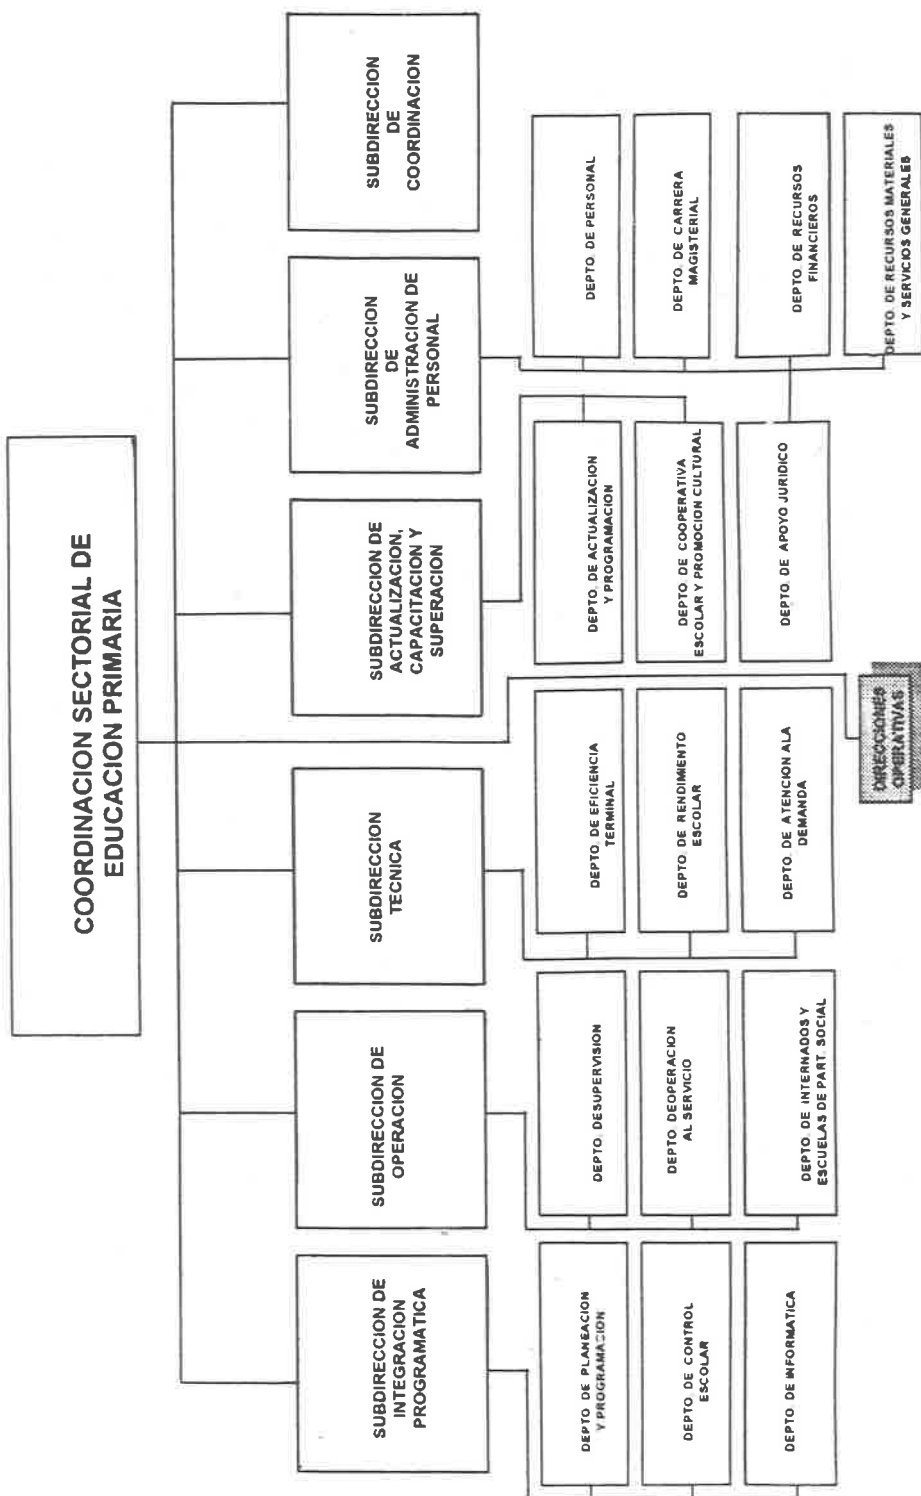 COORDINACION SECTORIAL DE
EDUCACION PRIMARIA
SUBDIRECCION DE
INTEGRACION
PROGRAMATICA
SUBDIRECCION DE
OPERACION
SUBDIRECCION
TECNICA
SUBDIRECCION DE
ACTUALIZACION,
CAPACITACION Y
SUPERACION
SUBDIRECCION
DE
ADMINISTRACION DE
PERSONAL
SUBDIRECCION
DE
COORDINACION
DEPTO. DE PLANEACION
Y PROGRAMACION
DEPTO. DE CONTROL
ESCOLAR
DEPTO. DE INFORMATICA
DEPTO. DESUPERVISION
DEPTO. DEOPERACION
AL SERVICIO
DEPTO. DE INTERNADOS Y
ESCUELAS DE PART. SOCIAL
DEPTO. DE EFICIENCIA
TERMINAL
DEPTO. DE RENDIMIENTO
ESCOLAR
DEPTO. DE ATENCION ALA
DEMANDA
DEPTO. DE ACTUALIZACION
Y PROGRAMACION
DEPTO. DE COOPERATIVA
ESCOLAR Y PROMOCION CULTURAL
DEPTO. DE APOYO JURIDICO
DEPTO. DE PERSONAL
DEPTO. DE CARRERA
MAGISTERIAL
DEPTO. DE RECURSOS
FINANCIEROS
DEPTO. DE RECURSOS MATERIALES
Y SERVICIOS GENERALES
DIRECCIONES
OPERATIVAS